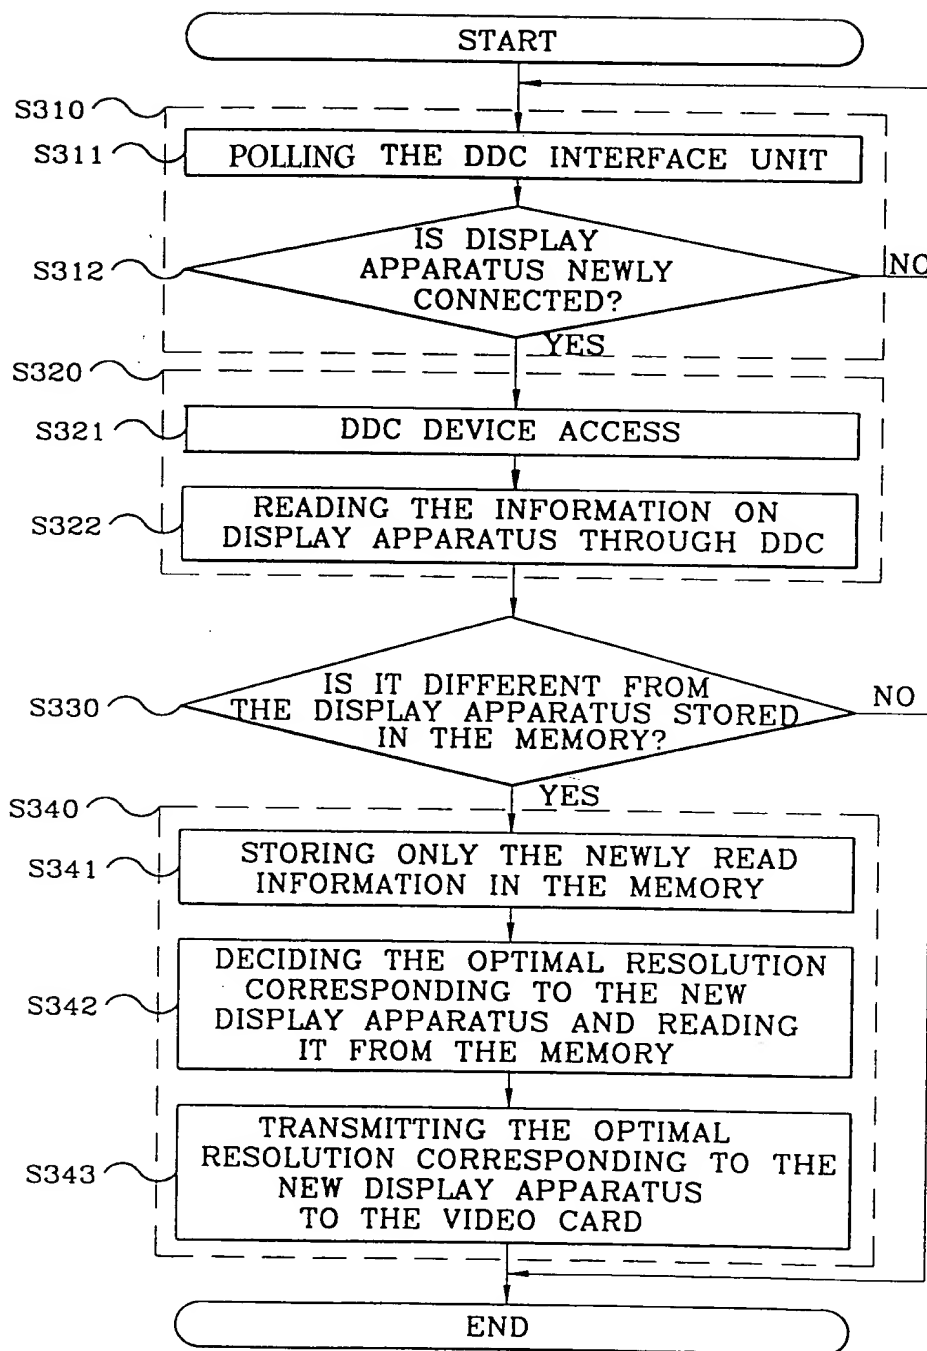 START
S310
S311
POLLING THE DDC INTERFACE UNIT
S312
IS DISPLAY
APPARATUS NEWLY
CONNECTED?
NO
YES
S320
S321
DDC DEVICE ACCESS
S322
READING THE INFORMATION ON
DISPLAY APPARATUS THROUGH DDC
S330
IS IT DIFFERENT FROM
THE DISPLAY APPARATUS STORED
IN THE MEMORY?
NO
YES
S340
S341
STORING ONLY THE NEWLY READ
INFORMATION IN THE MEMORY
S342
DECIDING THE OPTIMAL RESOLUTION
CORRESPONDING TO THE NEW
DISPLAY APPARATUS AND READING
IT FROM THE MEMORY
S343
TRANSMITTING THE OPTIMAL
RESOLUTION CORRESPONDING TO THE
NEW DISPLAY APPARATUS
TO THE VIDEO CARD
END